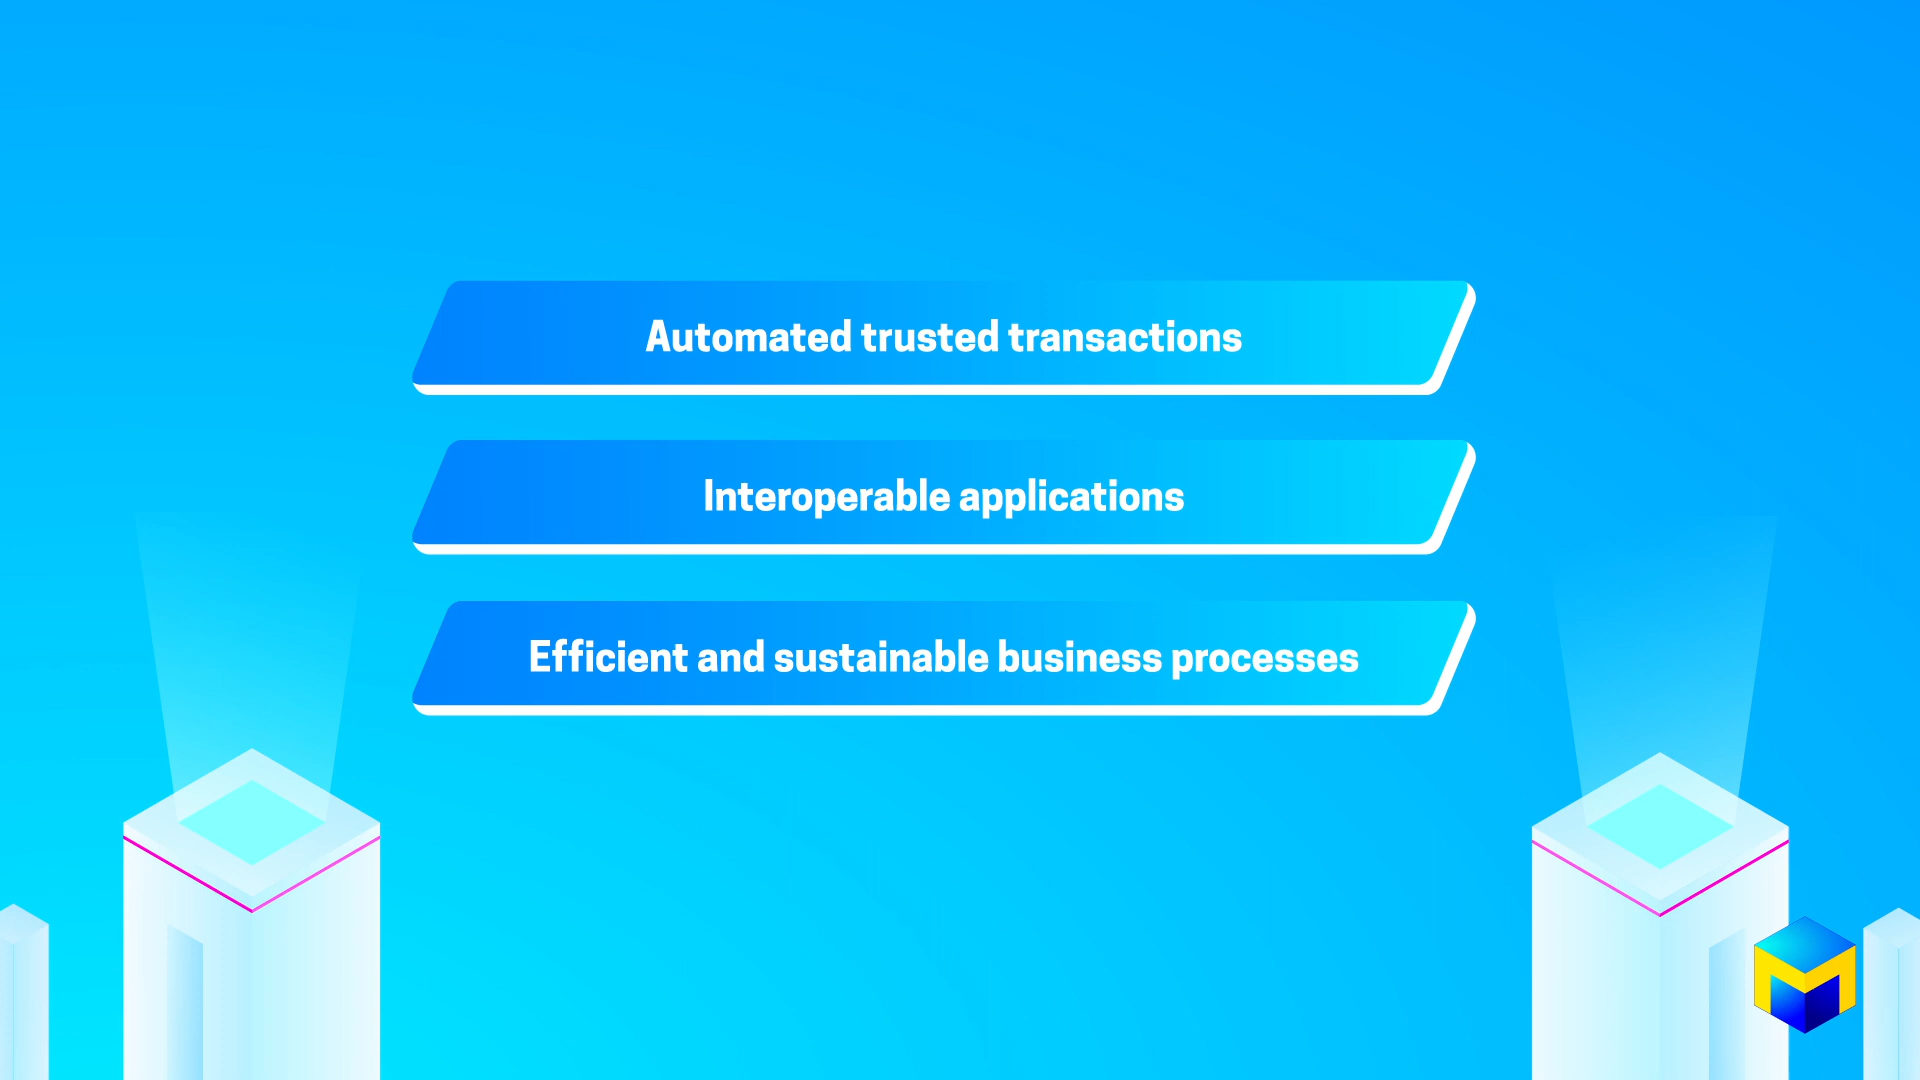 Automated trusted transactions
Interoperable applications
Efficient and sustainable business processes